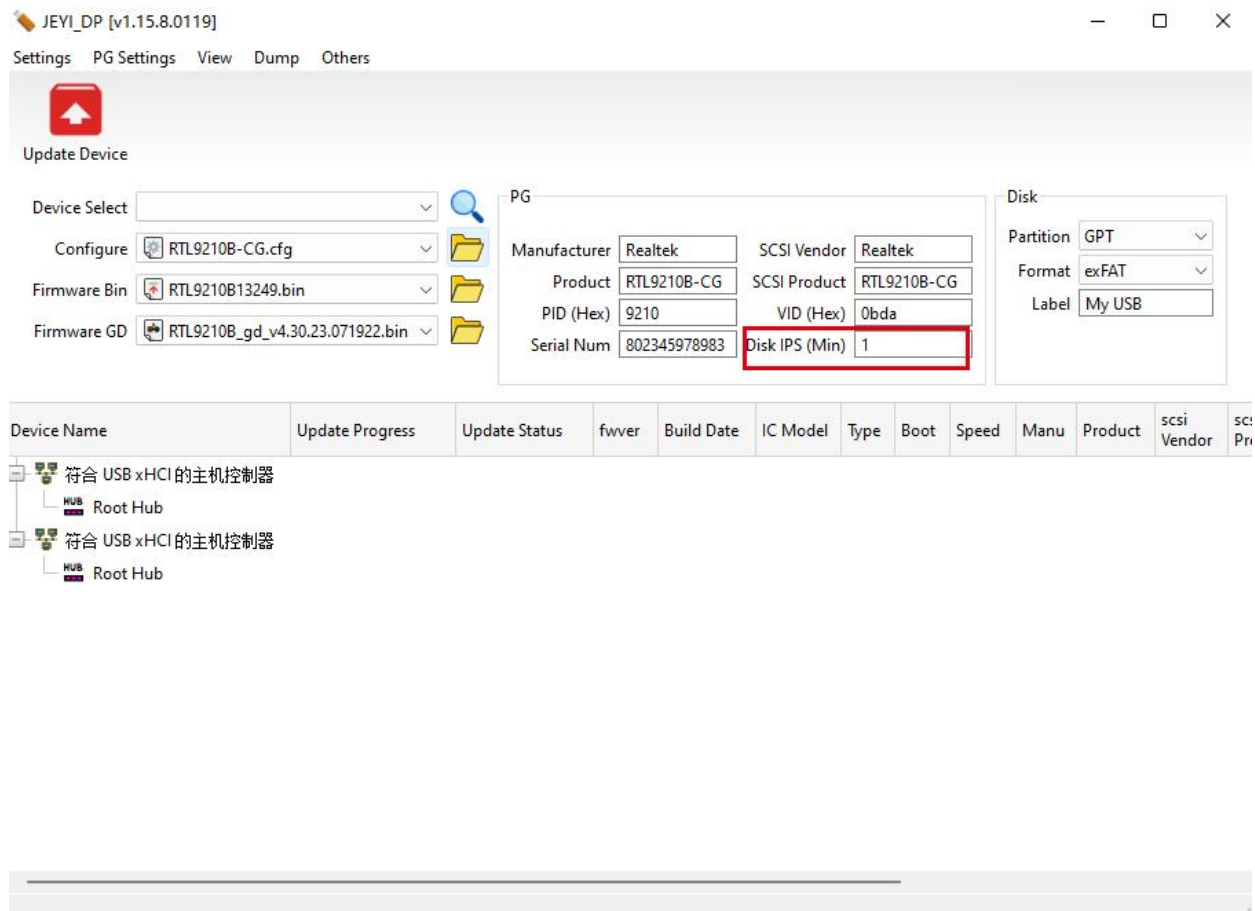 JEYI_DP [v1.15.8.0119]
Settings PG Settings View Dump Others
Update Device
Device Select
Configure RTL9210B-CG.cfg
Firmware Bin RTL9210B13249.bin
Firmware GD RTL9210B_gd_v4.30.23.071922.bin
PG
Manufacturer Realtek SCSI Vendor Realtek
Product RTL9210B-CG SCSI Product RTL9210B-CG
PID (Hex) 9210 VID (Hex) 0bda
Serial Num 802345978983 Disk IPS (Min) 1
Disk
Partition GPT
Format exFAT
Label My USB
Device Name Update Progress Update Status fwver Build Date IC Model Type Boot Speed Manu Product scsi Vendor
符合 USB xHCI 的主机控制器
HUB Root Hub
符合 USB xHCI 的主机控制器
HUB Root Hub